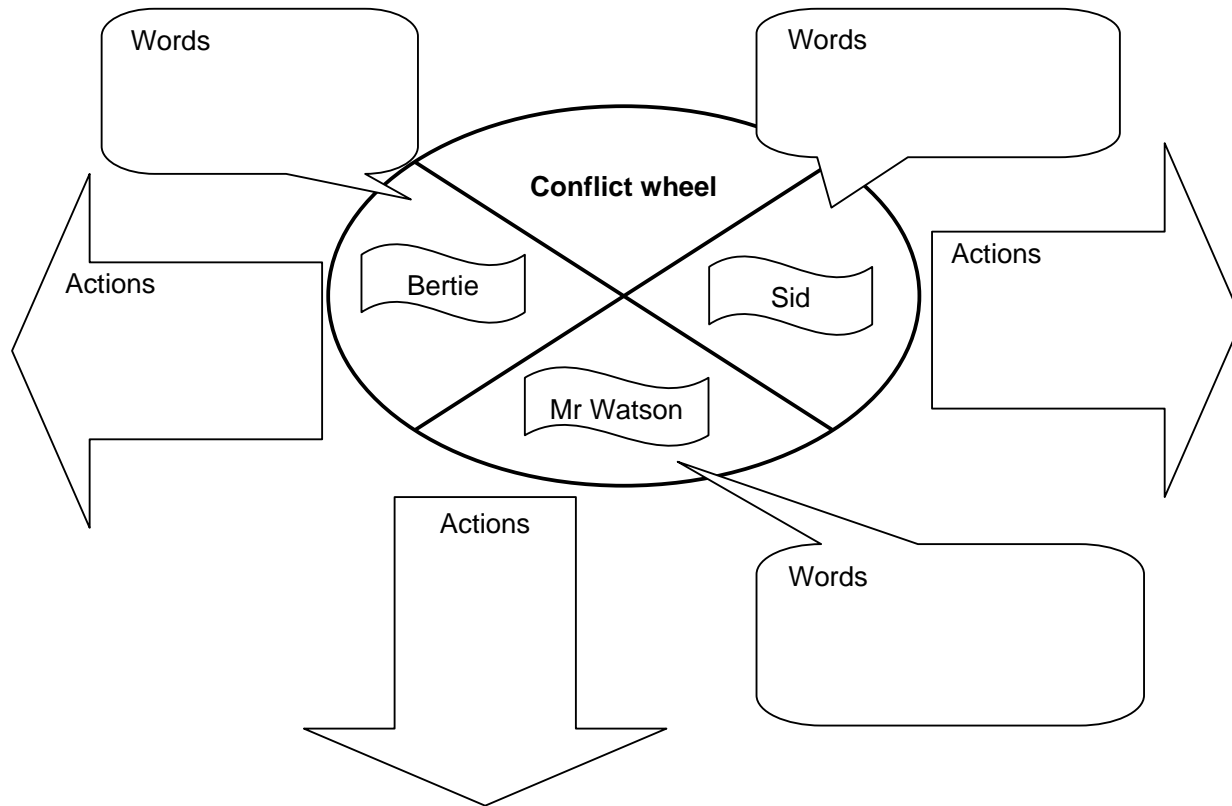 Words
Words
Conflict wheel
Actions
Bertie
Sid
Actions
Mr Watson
Actions
Words